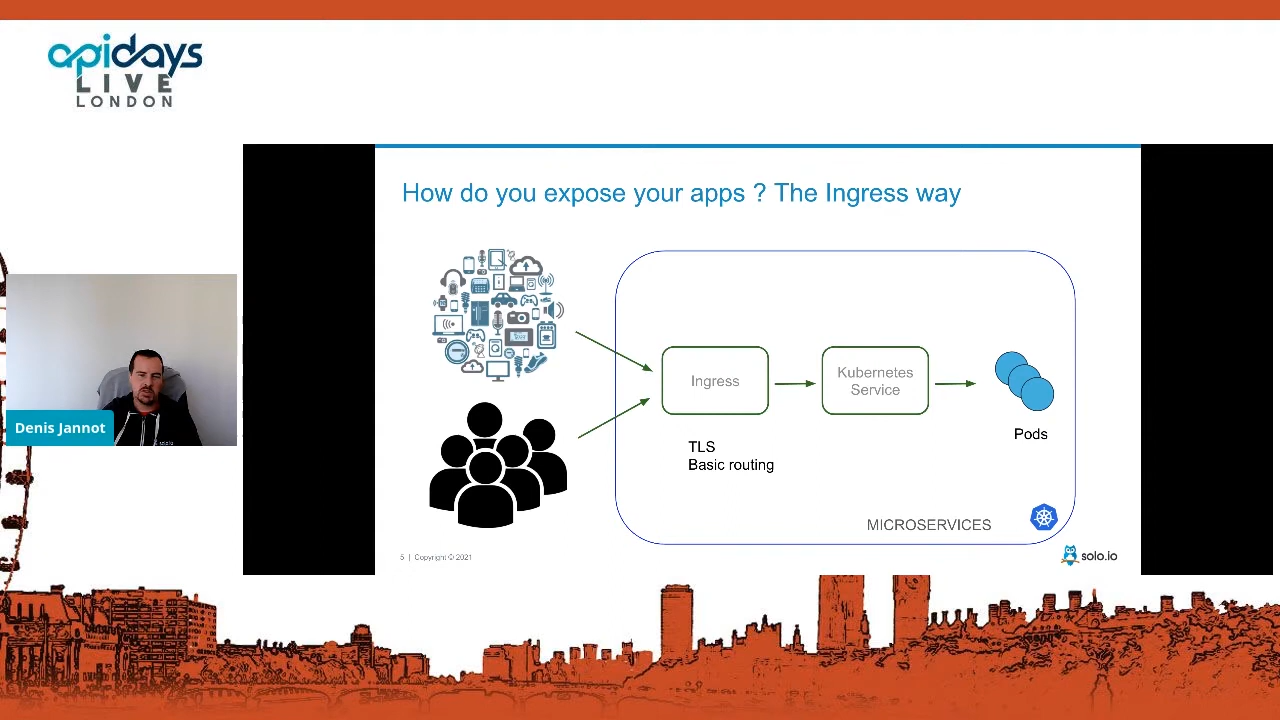 apidays
LIVE
LONDON
How do you expose your apps ? The Ingress way
Ingress
Kubernetes
Service
TLS
Basic routing
Pods
MICROSERVICES
Denis Jannot
5 | Copyright © 2021
solo.io